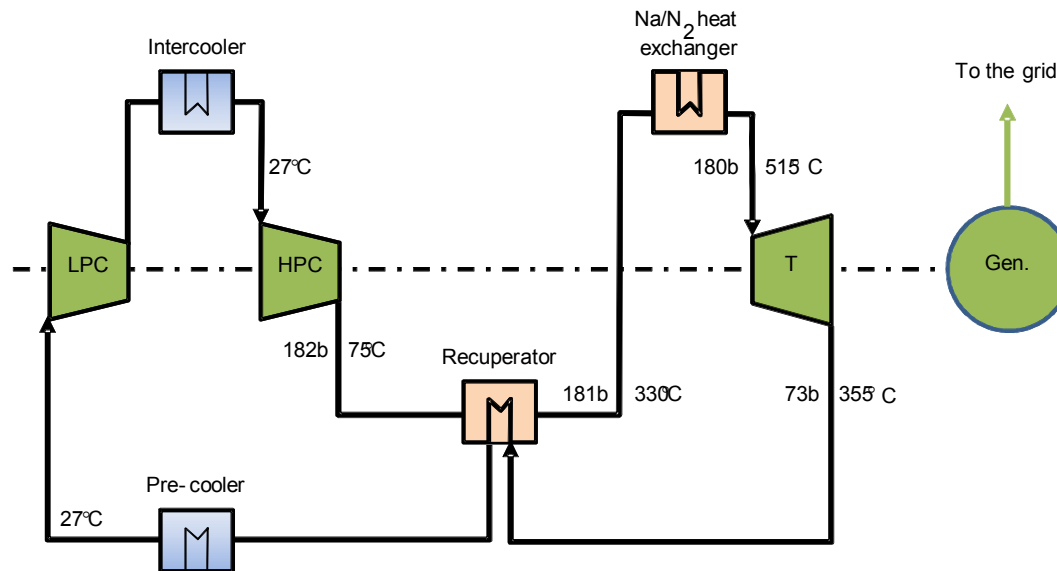 Na/N2 heat
exchanger
Intercooler
To the grid
27°C
180b 515° C
LPC
HPC
T
Gen.
182b 75°C
Recuperator
181b 330°C
73b 355° C
Pre-cooler
27°C